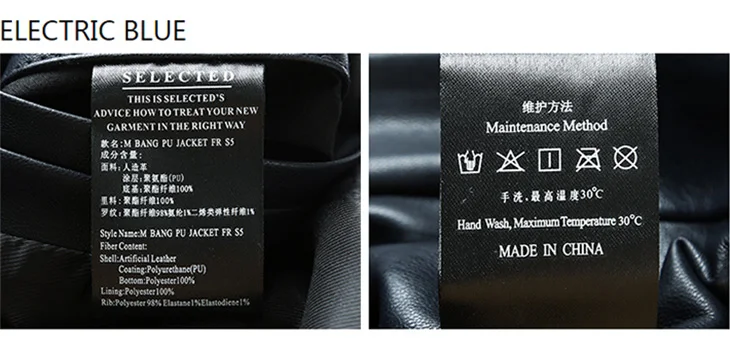 ELECTRIC BLUE
SELECTED
THIS IS SELECTED'S
ADVICE HOW TO TREAT YOUR NEW
GARMENT IN THE RIGHT WAY
款名:M BANG PU JACKET FR S5
成分含量:
面料:人造革
涂层:聚氨酯(PU)
底基:聚酯纤维100%
里料:聚酯纤维100%
罗纹:聚酯纤维98%氨纶1%二烯类弹性纤维1%
Style Name:M BANG PU JACKET FR S5
Fiber Content:
Shell:Artificial Leather
Coating:Polyurethane(PU)
Bottom:Polyester100%
Lining:Polyester100%
Rib:Polyester 98% Elastane1%Elastodiene1%
维护方法
Maintenance Method
手洗,最高温度30℃
Hand Wash, Maximum Temperature 30℃
MADE IN CHINA